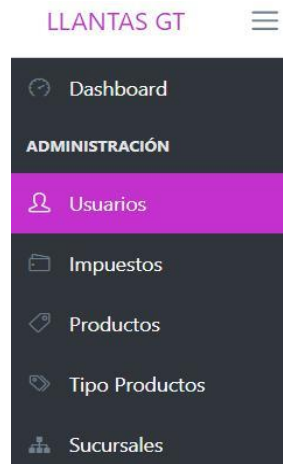 LLANTAS GT
Dashboard
ADMINISTRACIÓN
Usuarios
Impuestos
Productos
Tipo Productos
Sucursales